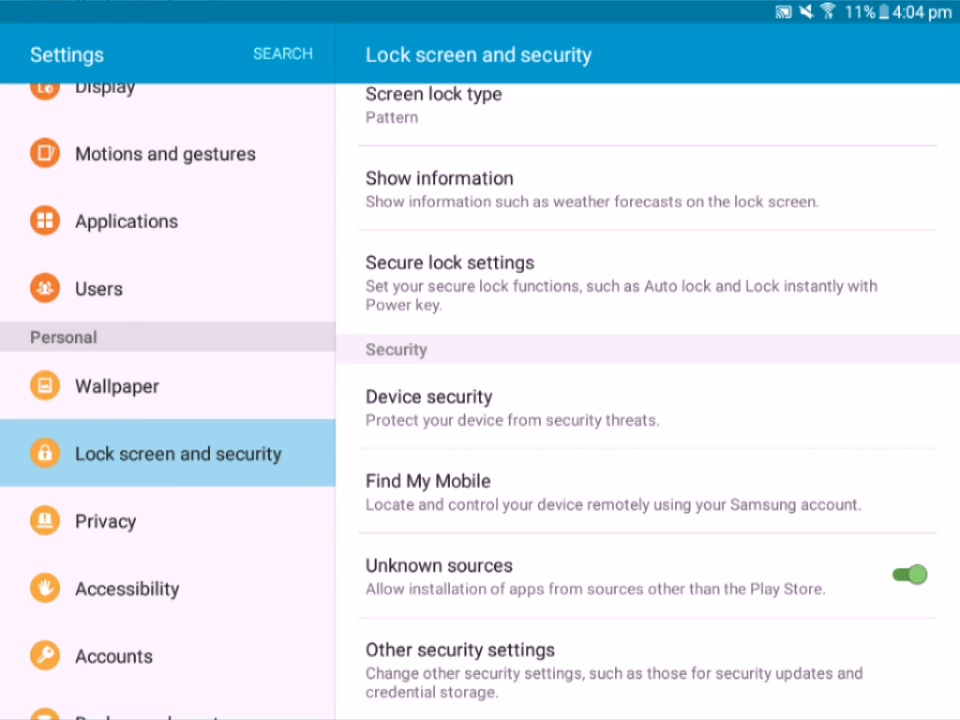 11% 4:04 pm
Settings
SEARCH
Lock screen and security
Display
Motions and gestures
Applications
Users
Personal
Wallpaper
Lock screen and security
Privacy
Accessibility
Accounts
Screen lock type
Pattern
Show information
Show information such as weather forecasts on the lock screen.
Secure lock settings
Set your secure lock functions, such as Auto lock and Lock instantly with
Power key.
Security
Device security
Protect your device from security threats.
Find My Mobile
Locate and control your device remotely using your Samsung account.
Unknown sources
Allow installation of apps from sources other than the Play Store.
Other security settings
Change other security settings, such as those for security updates and
credential storage.